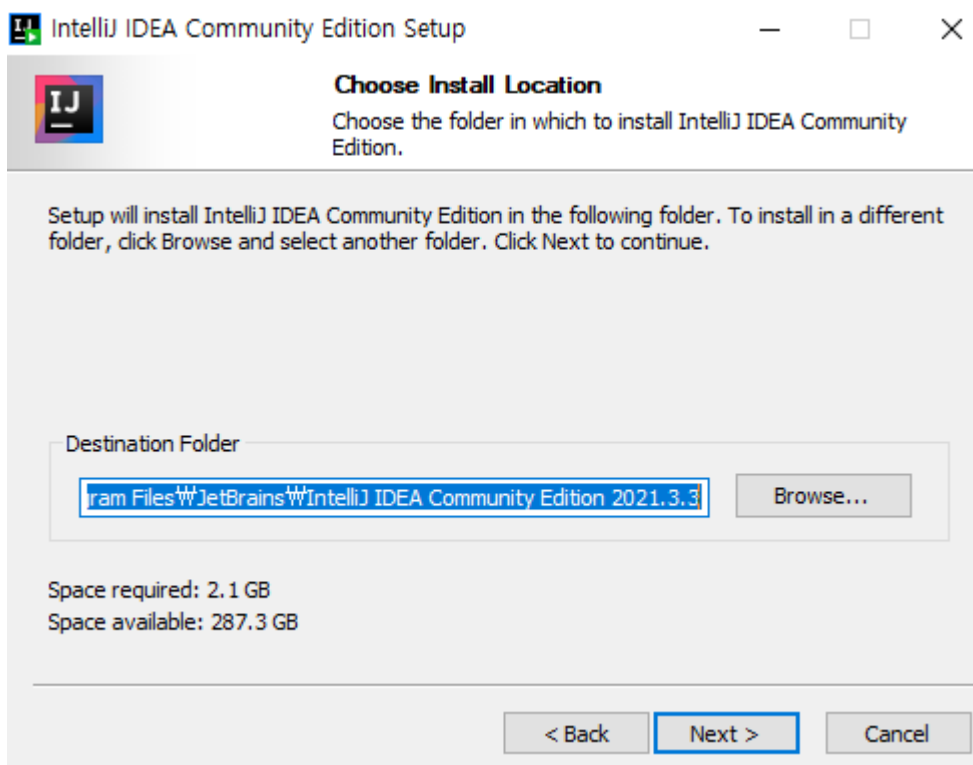 IntelliJ IDEA Community Edition Setup
IJ
Choose Install Location
Choose the folder in which to install IntelliJ IDEA Community
Edition.
Setup will install IntelliJ IDEA Community Edition in the following folder. To install in a different
folder, click Browse and select another folder. Click Next to continue.
Destination Folder
gram Files₩JetBrains₩IntelliJ IDEA Community Edition 2021.3.3
Browse...
Space required: 2.1 GB
Space available: 287.3 GB
< Back
Next >
Cancel